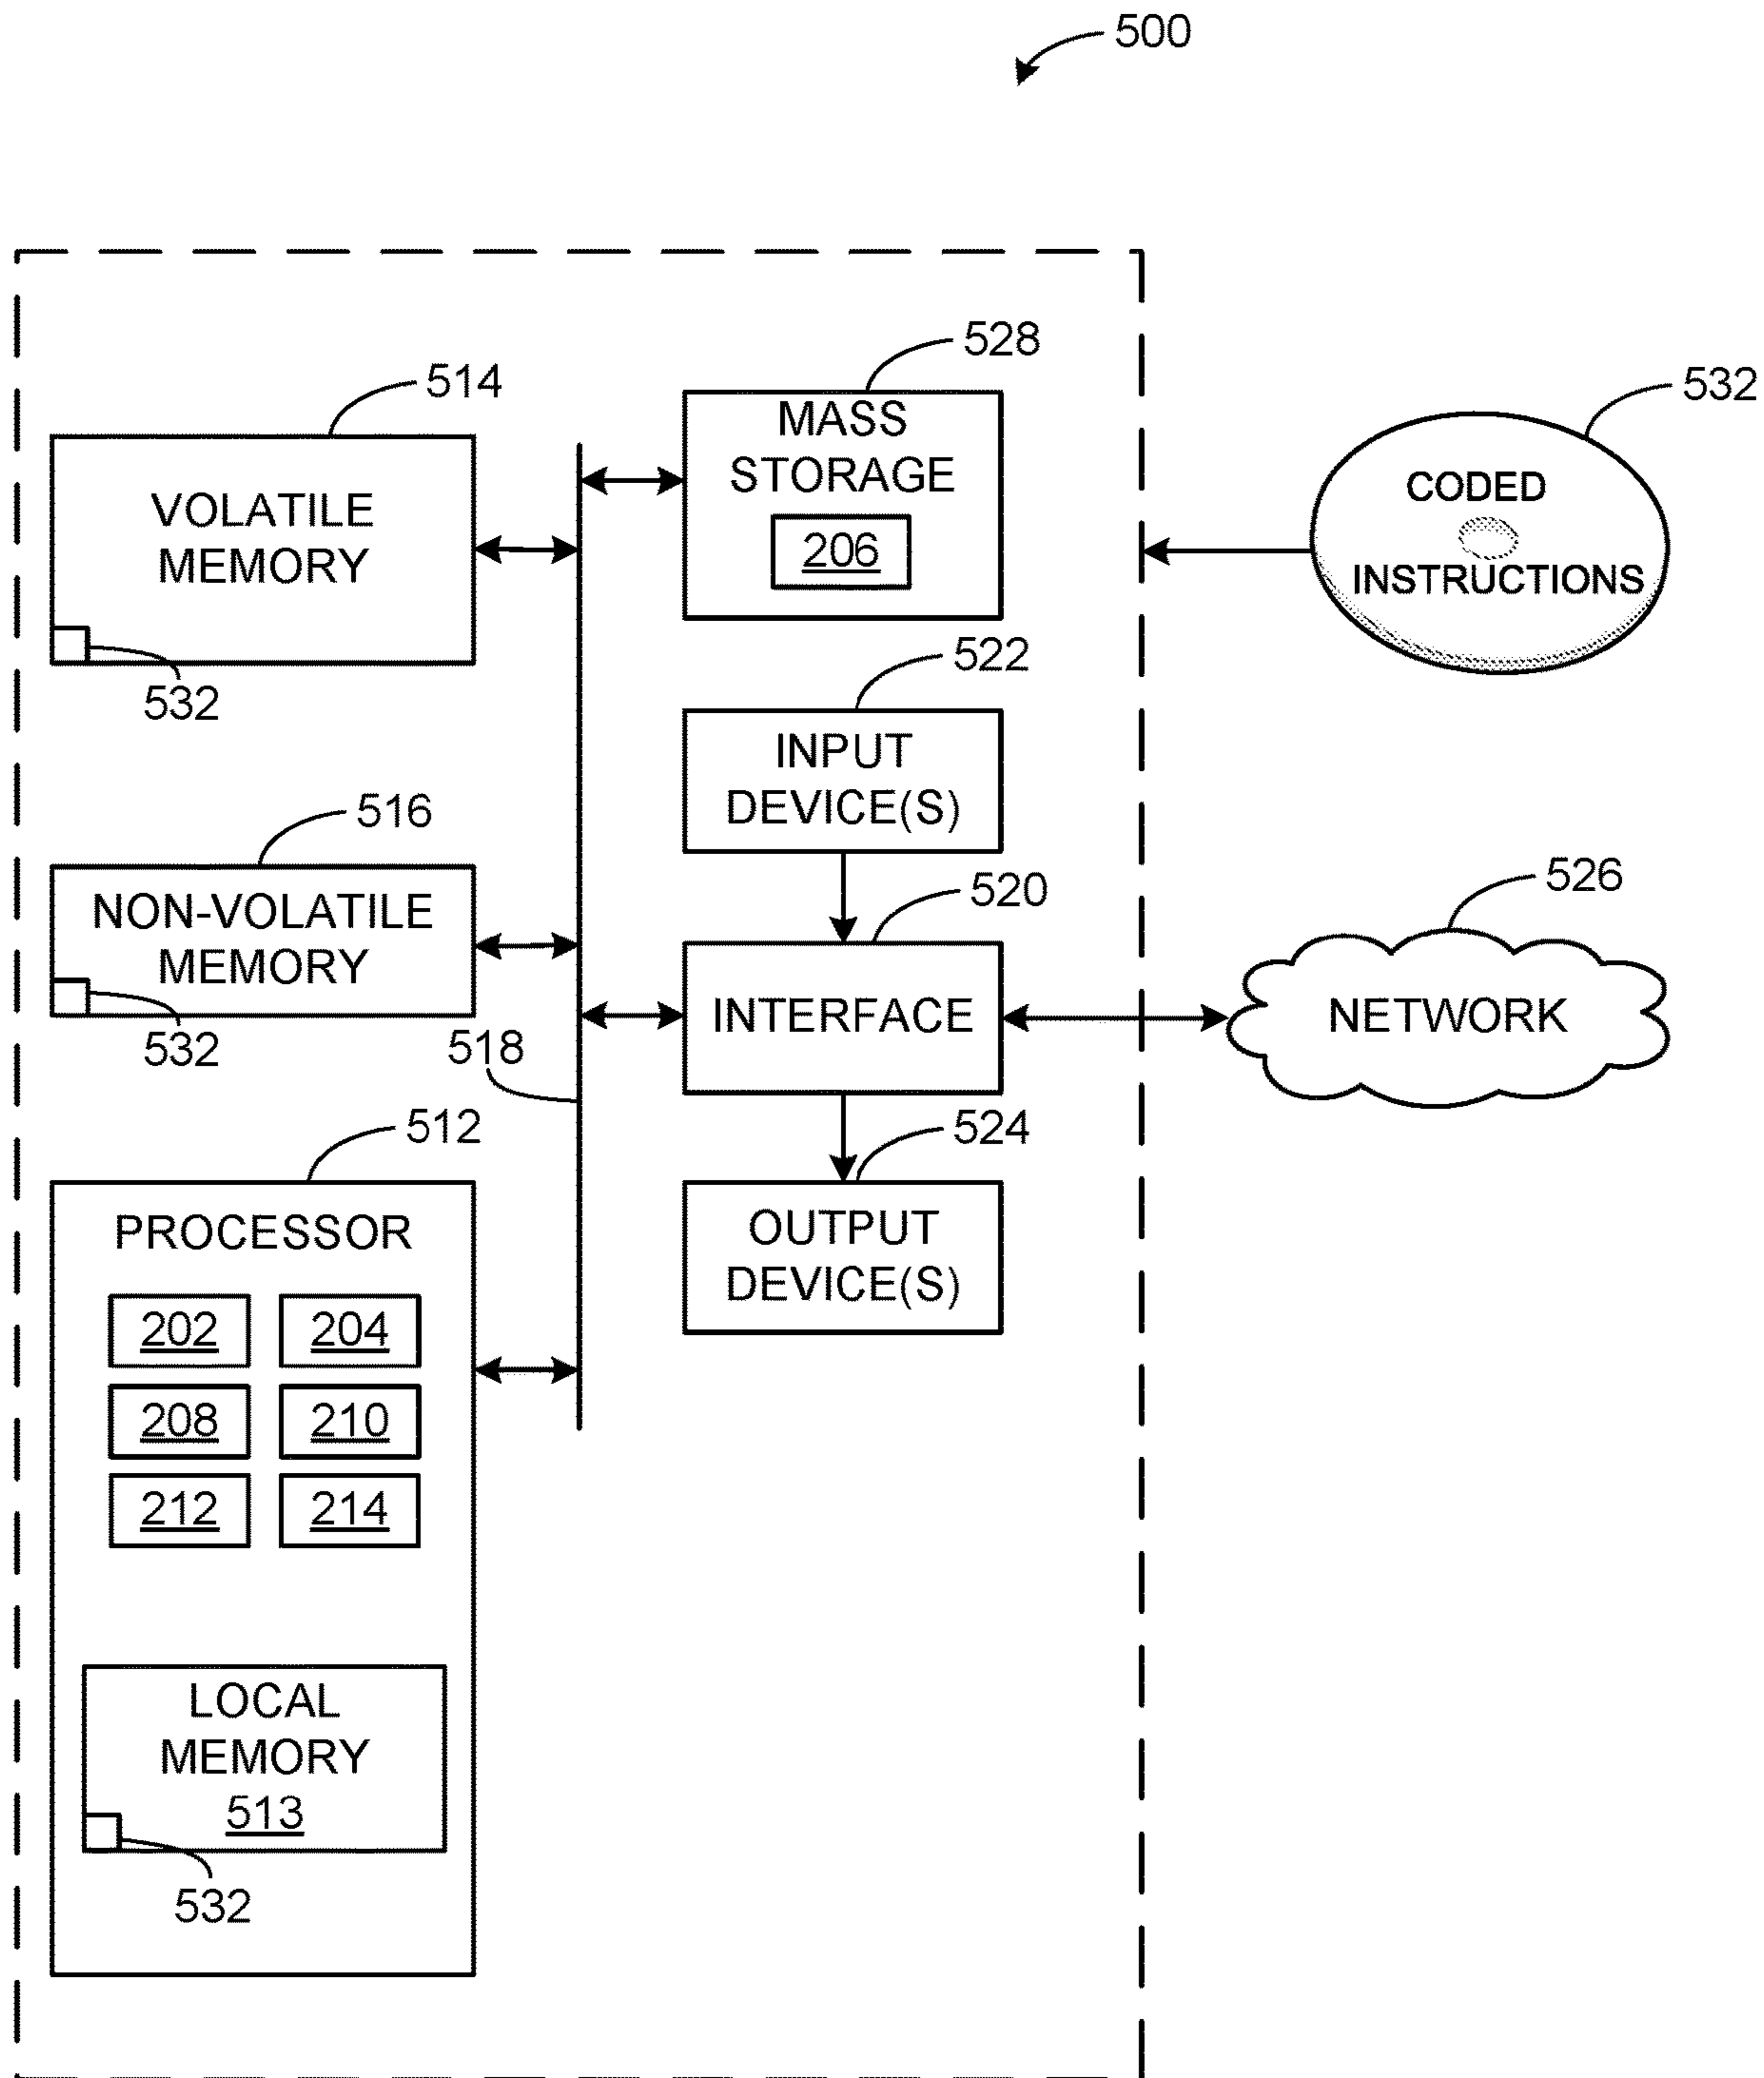 500
528
MASS
STORAGE
206
514
VOLATILE
MEMORY
532
532
CODED
INSTRUCTIONS
522
INPUT
DEVICE(S)
516
NON-VOLATILE
MEMORY
532
518
520
INTERFACE
526
NETWORK
512
PROCESSOR
202 204
208 210
212 214
LOCAL
MEMORY
513
532
524
OUTPUT
DEVICE(S)